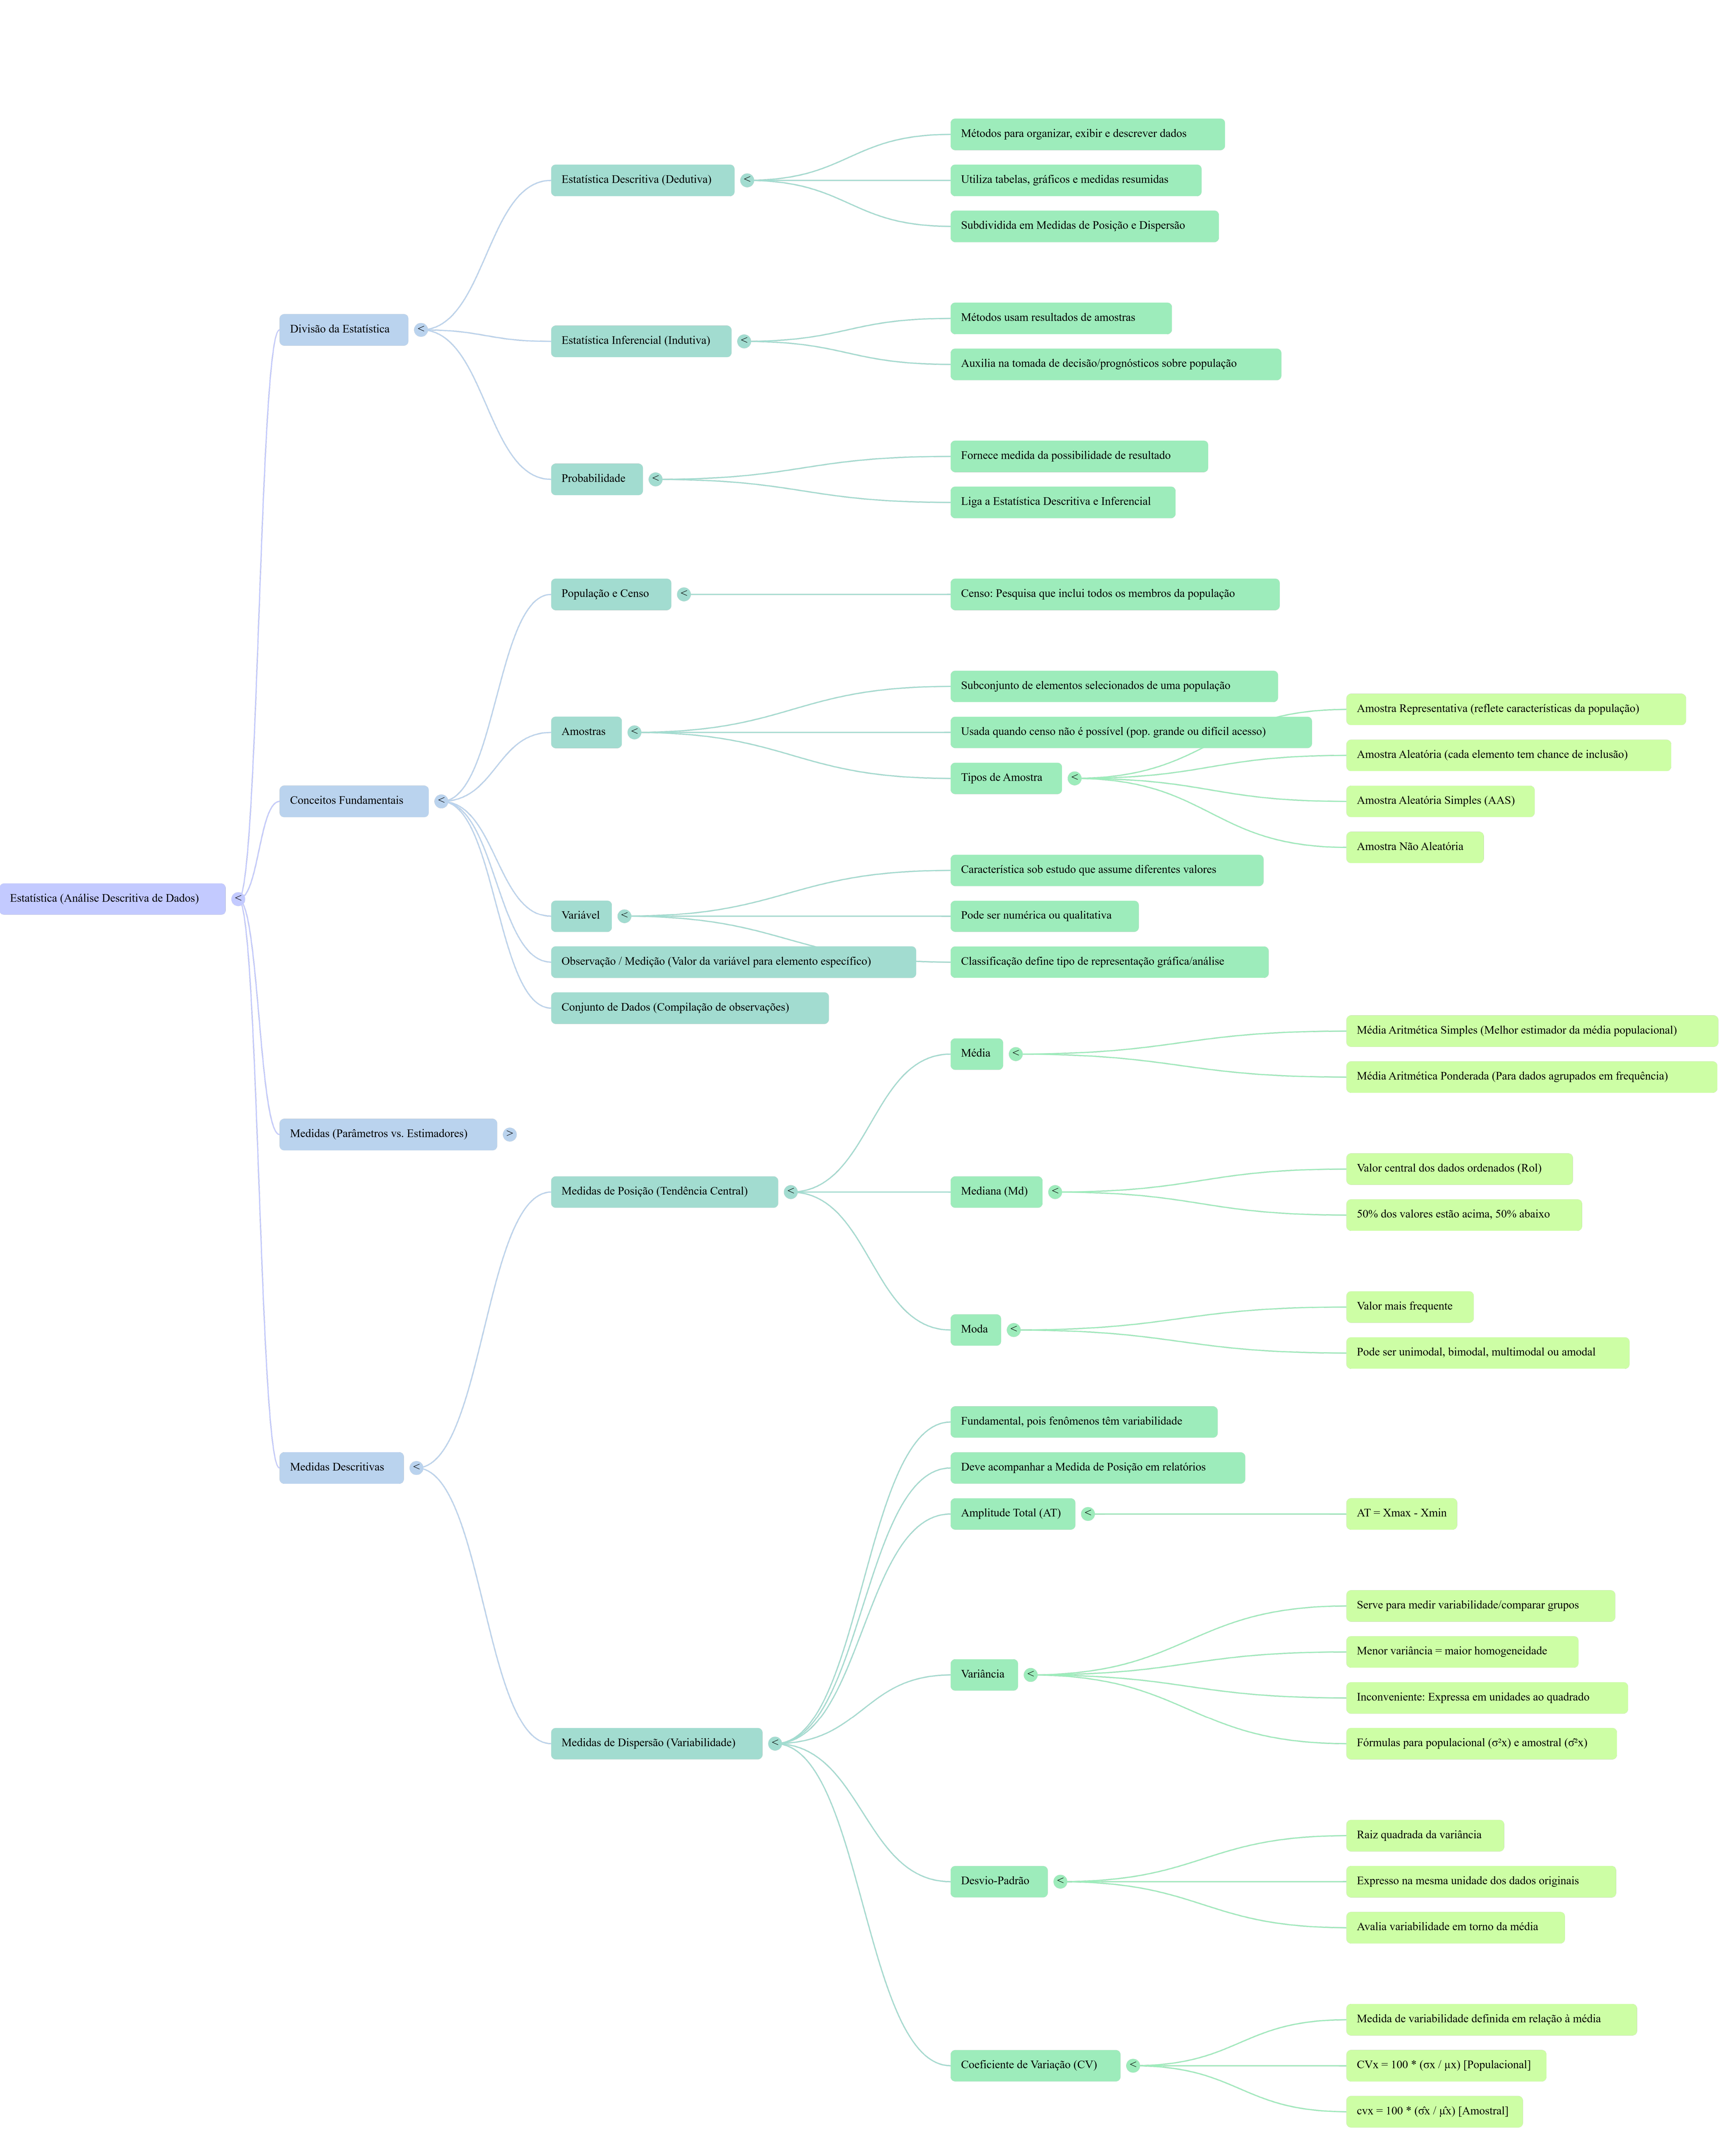 Estatística (Análise Descritiva de Dados)
<
Divisão da Estatística
<
Estatística Descritiva (Dedutiva)
<
Métodos para organizar, exibir e descrever dados
Utiliza tabelas, gráficos e medidas resumidas
Subdividida em Medidas de Posição e Dispersão
Estatística Inferencial (Indutiva)
<
Métodos usam resultados de amostras
Auxilia na tomada de decisão/prognósticos sobre população
Probabilidade
<
Fornece medida da possibilidade de resultado
Liga a Estatística Descritiva e Inferencial
Conceitos Fundamentais
<
População e Censo
<
Censo: Pesquisa que inclui todos os membros da população
Amostras
<
Subconjunto de elementos selecionados de uma população
Usada quando censo não é possível (pop. grande ou difícil acesso)
Tipos de Amostra
<
Amostra Representativa (reflete características da população)
Amostra Aleatória (cada elemento tem chance de inclusão)
Amostra Aleatória Simples (AAS)
Amostra Não Aleatória
Variável
<
Característica sob estudo que assume diferentes valores
Pode ser numérica ou qualitativa
Classificação define tipo de representação gráfica/análise
Observação / Medição (Valor da variável para elemento específico)
Conjunto de Dados (Compilação de observações)
Medidas (Parâmetros vs. Estimadores)
>
Medidas Descritivas
<
Medidas de Posição (Tendência Central)
<
Média
<
Média Aritmética Simples (Melhor estimador da média populacional)
Média Aritmética Ponderada (Para dados agrupados em frequência)
Mediana (Md)
<
Valor central dos dados ordenados (Rol)
50% dos valores estão acima, 50% abaixo
Moda
<
Valor mais frequente
Pode ser unimodal, bimodal, multimodal ou amodal
Medidas de Dispersão (Variabilidade)
<
Fundamental, pois fenômenos têm variabilidade
Deve acompanhar a Medida de Posição em relatórios
Amplitude Total (AT)
<
AT = Xmax - Xmin
Variância
<
Serve para medir variabilidade/comparar grupos
Menor variância = maior homogeneidade
Inconveniente: Expressa em unidades ao quadrado
Fórmulas para populacional (σ²x) e amostral (σ̂²x)
Desvio-Padrão
<
Raiz quadrada da variância
Expresso na mesma unidade dos dados originais
Avalia variabilidade em torno da média
Coeficiente de Variação (CV)
<
Medida de variabilidade definida em relação à média
CVx = 100 * (σx / μx) [Populacional]
cvx = 100 * (σ̂x / μ̂x) [Amostral]